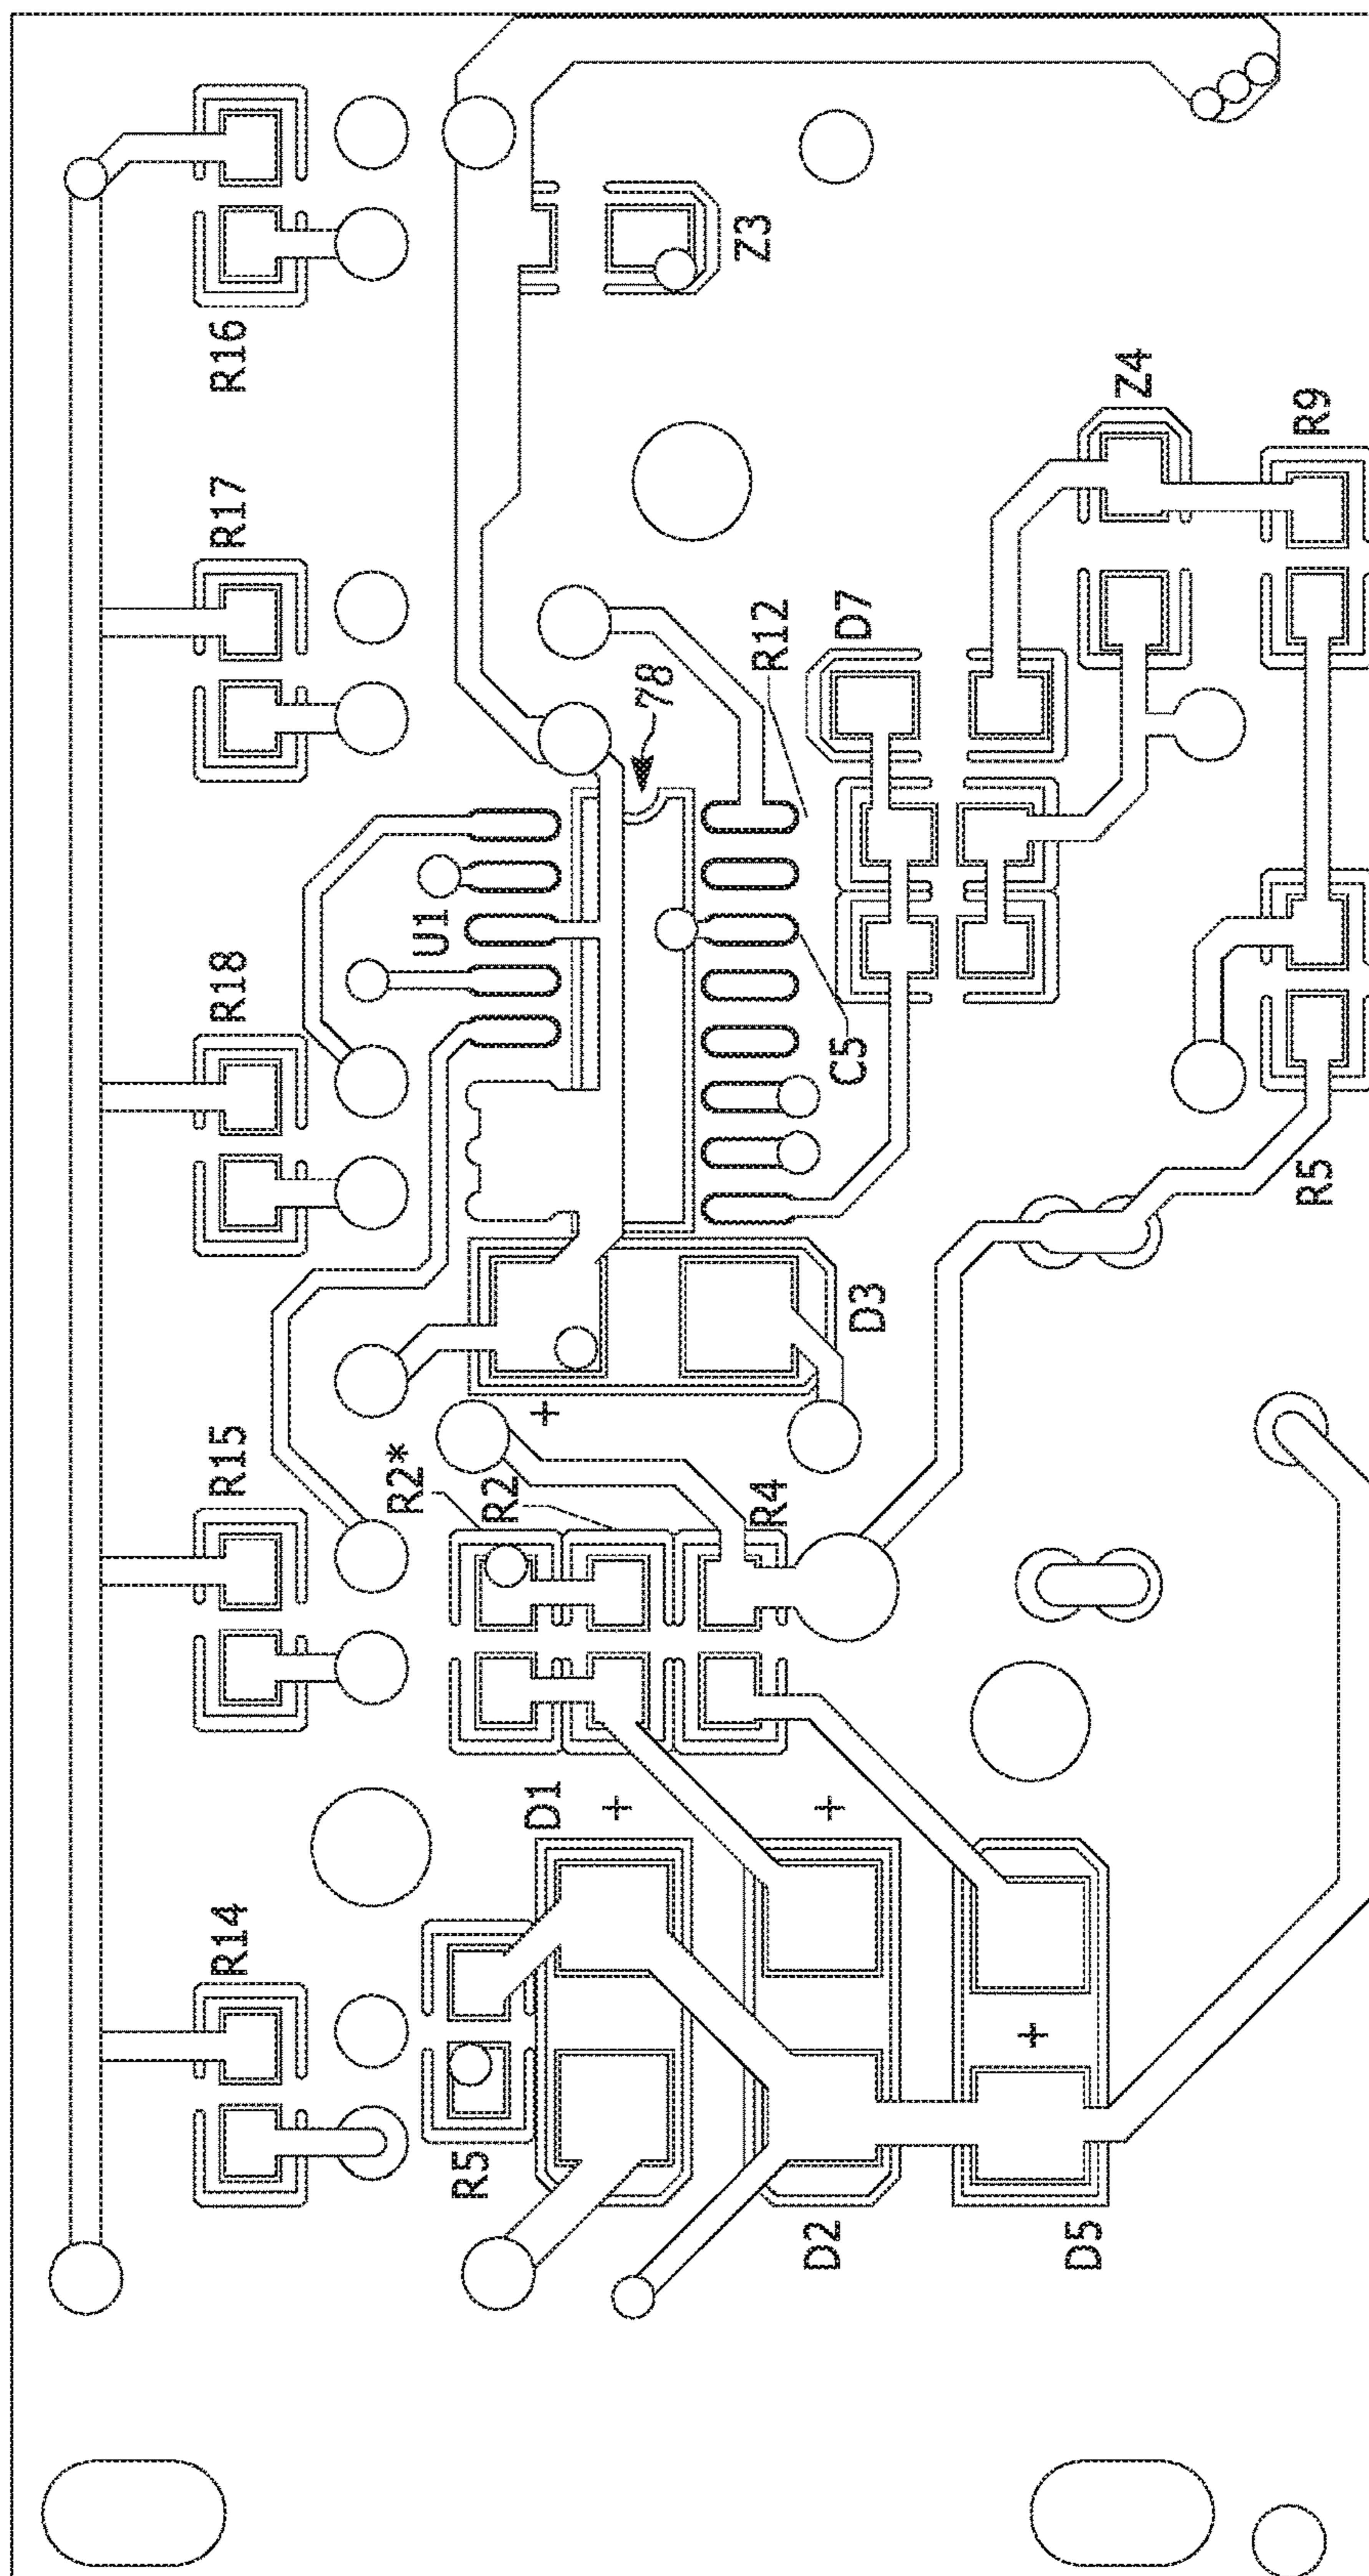 R16
Z3
Z4
R9
R17
R12
D7
78
U1
R18
C5
R5
D3
+
R15
R2*
R2
R4
D1
+
+
R14
+
R5
D2
D5